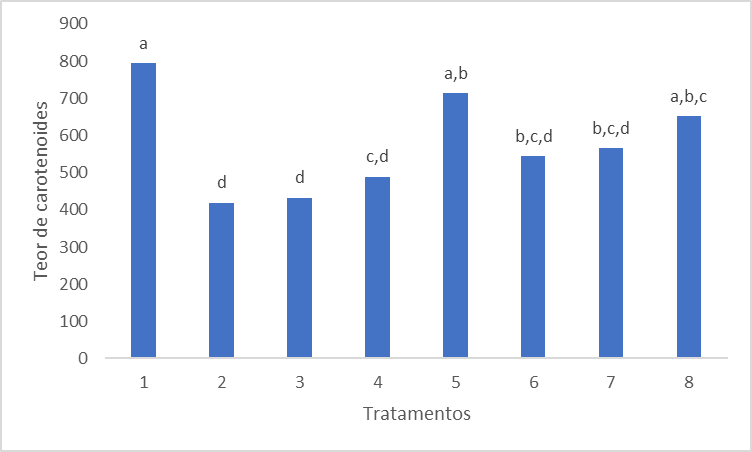 900
800
700
600
500
400
300
200
100
0
Teor de carotenoides
a
d
d
c,d
a,b
b,c,d
b,c,d
a,b,c
1 2 3 4 5 6 7 8
Tratamentos